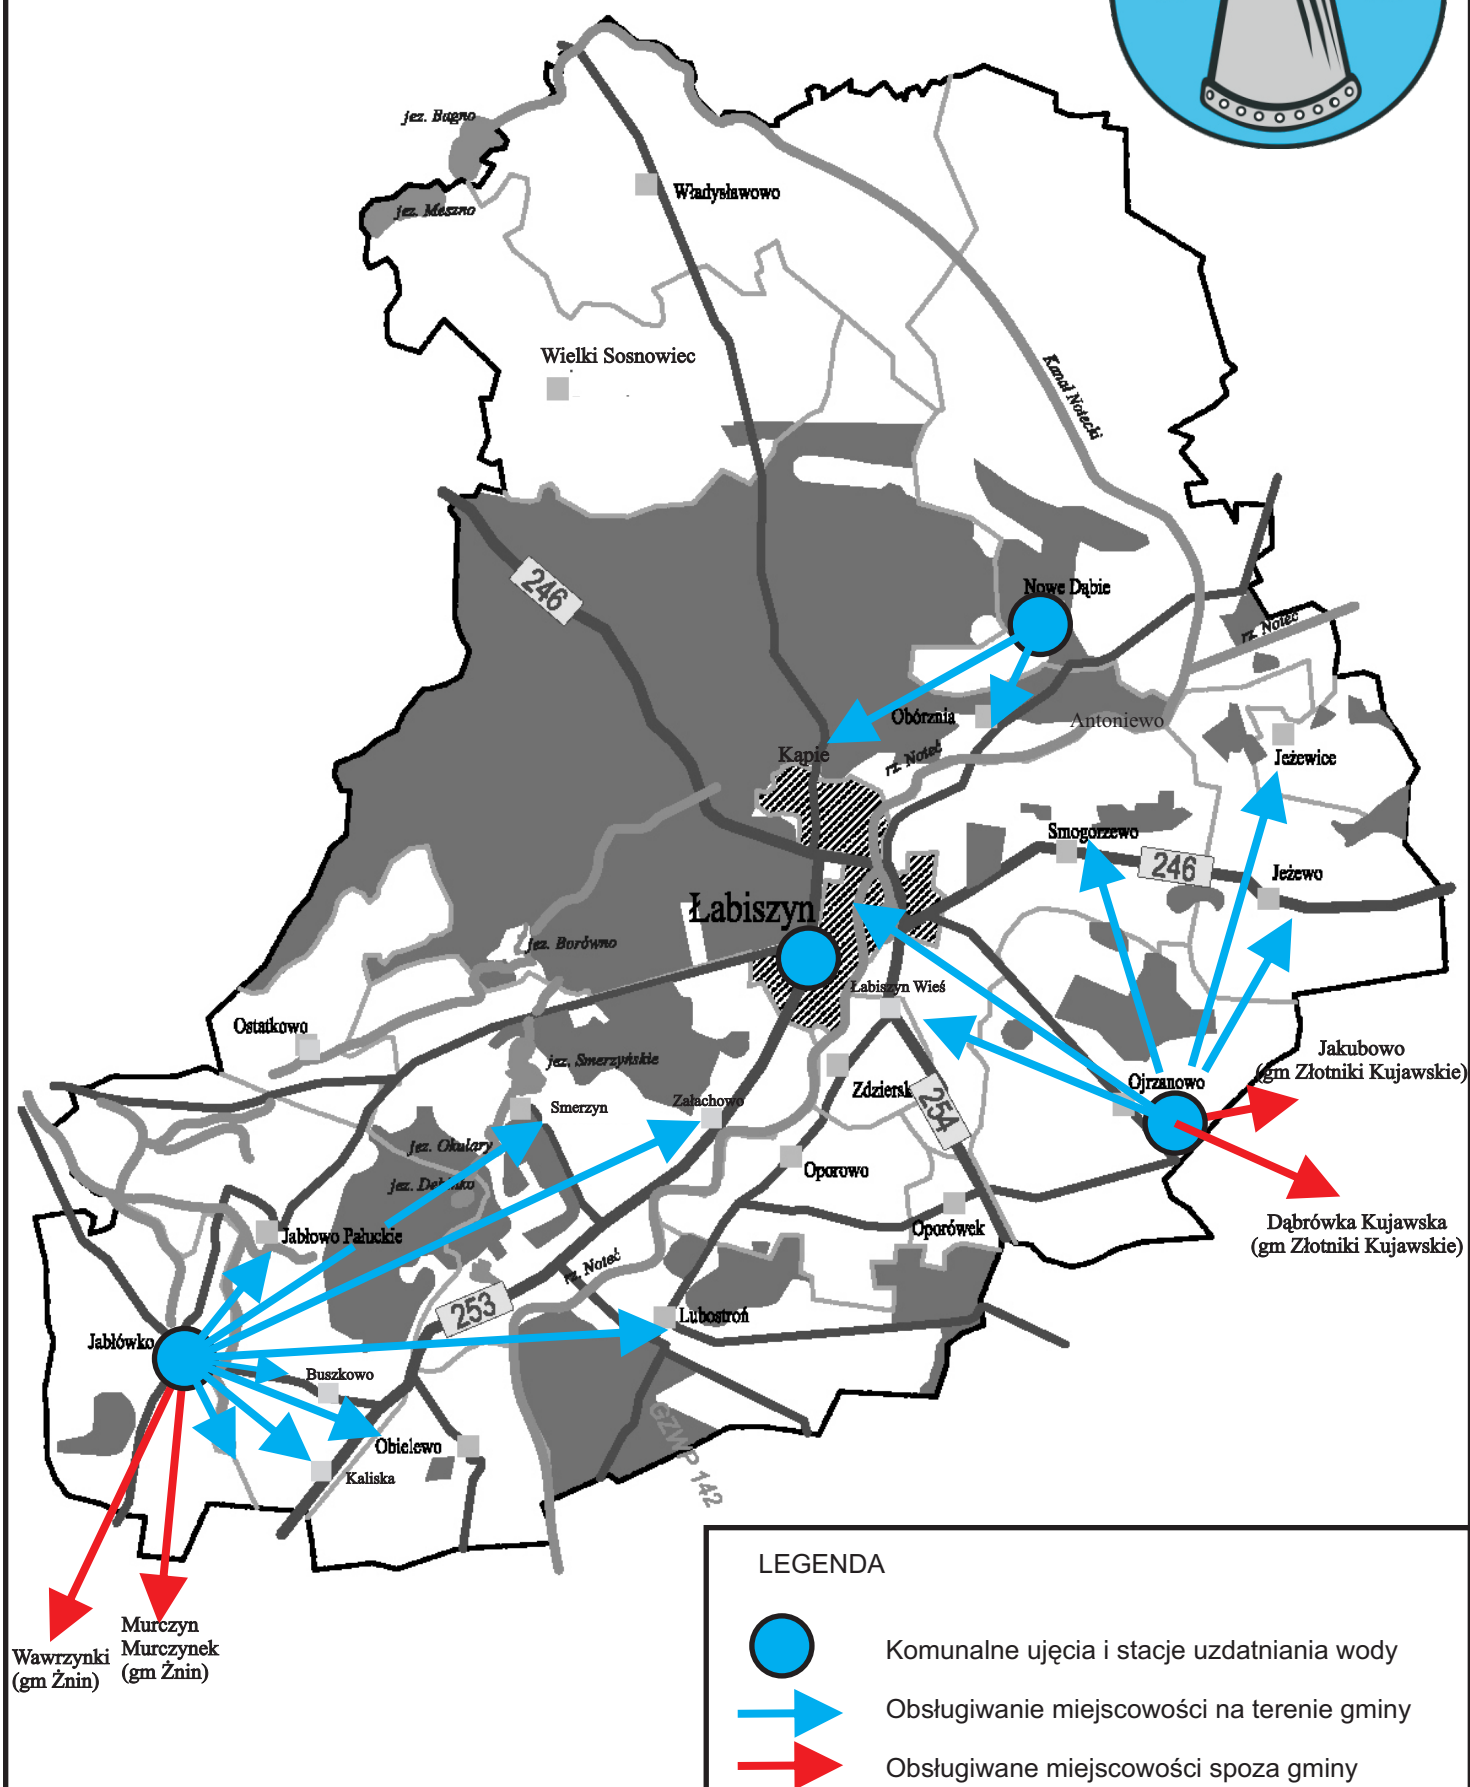 jez. Bagno
jez. Meszno
Władysławowo
Wielki Sosnowiec
Kanał Notecki
246
Nowe Dąbie
rz. Noteć
Obórznia
Antoniewo
Kąpie
rz. Noteć
Jeżewice
Smogorzewo
246
Jeżewo
Łabiszyn
jez. Borówno
Łabiszyn Wieś
Ostatkowo
jez. Smerzyńskie
Zdziersk
254
Ojrzanowo
Jakubowo
(gm Złotniki Kujawskie)
Smerzyn
Załachowo
jez. Okulary
Oporowo
Oporówek
Dąbrówka Kujawska
(gm Złotniki Kujawskie)
Jabłowo Pałuckie
rz. Noteć
253
Lubostroń
Jabłówko
Buszkowo
Obielewo
Kaliska
GZWP 142
Wawrzynki
(gm Żnin)
Murczyn
Murczynek
(gm Żnin)
LEGENDA
Komunalne ujęcia i stacje uzdatniania wody
Obsługiwanie miejscowości na terenie gminy
Obsługiwane miejscowości spoza gminy